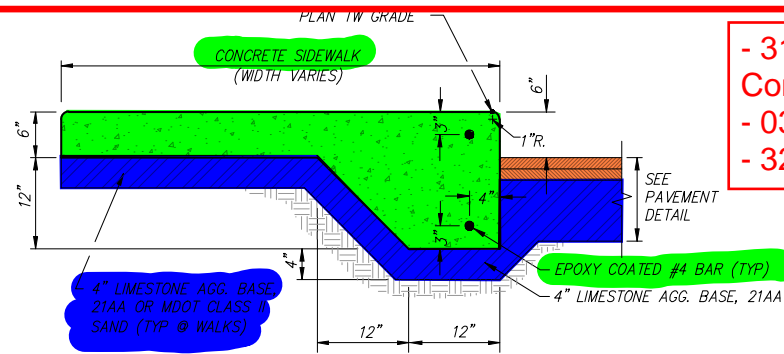 PLAN TW GRADE
CONCRETE SIDEWALK
(WIDTH VARIES)
6"
12"
3"
1"R.
6"
4"
3"
4"
SEE
PAVEMENT
DETAIL
EPOXY COATED #4 BAR (TYP)
4" LIMESTONE AGG. BASE, 21AA
4" LIMESTONE AGG. BASE,
21AA OR MDOT CLASS II
SAND (TYP @ WALKS)
12"
12"
- 31
Cor
- 03
- 32